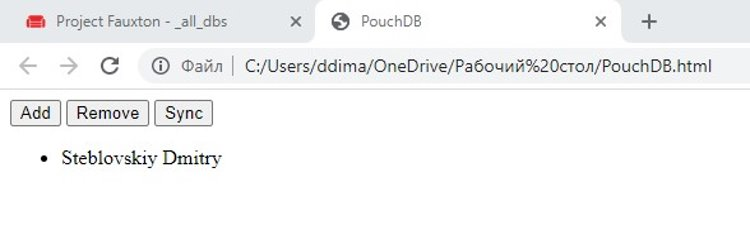 Project Fauxton - _all_dbs
PouchDB
Файл C:/Users/ddima/OneDrive/Рабочий%20стол/PouchDB.html
Add Remove Sync
Steblovskiy Dmitry